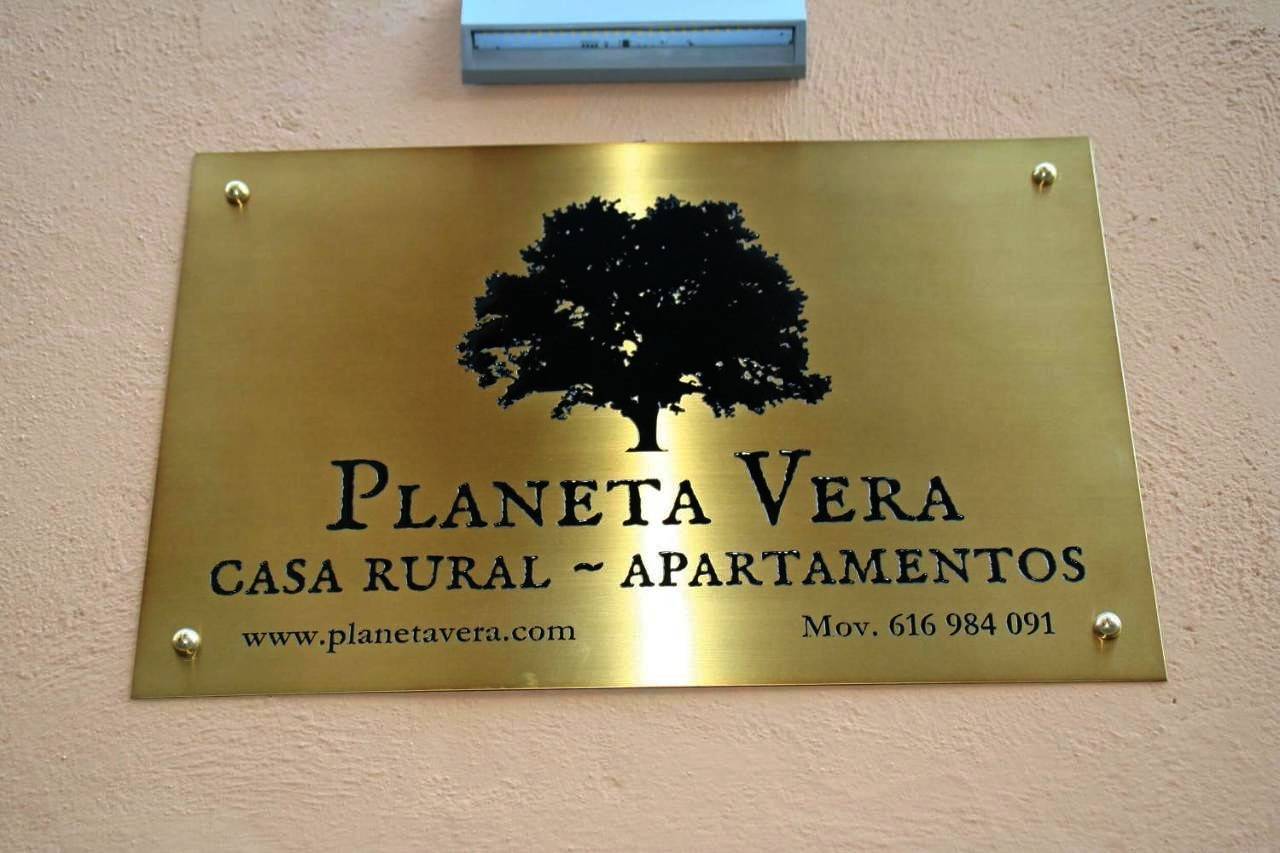 Planeta Vera
CASA RURAL ~ APARTAMENTOS
www.planetavera.com Mov. 616 984 091